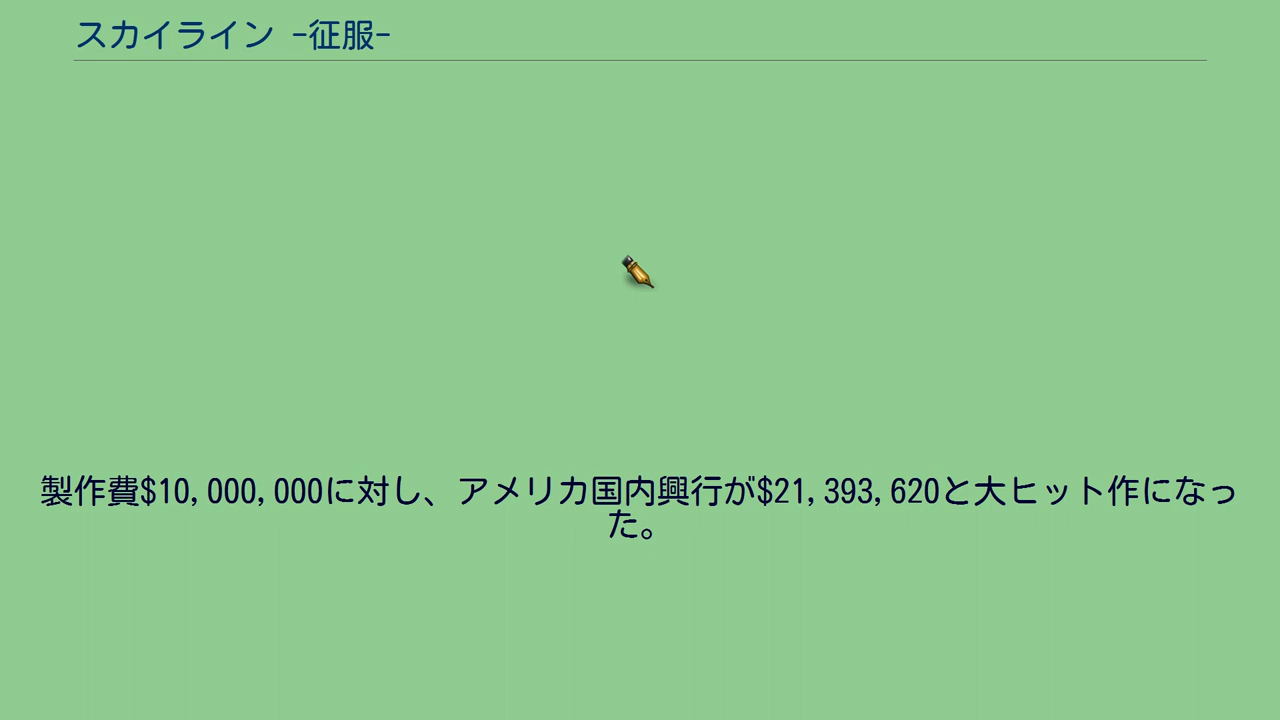 スカイライン -征服-
製作費$10,000,000に対し、アメリカ国内興行が$21,393,620と大ヒット作になっ
た。